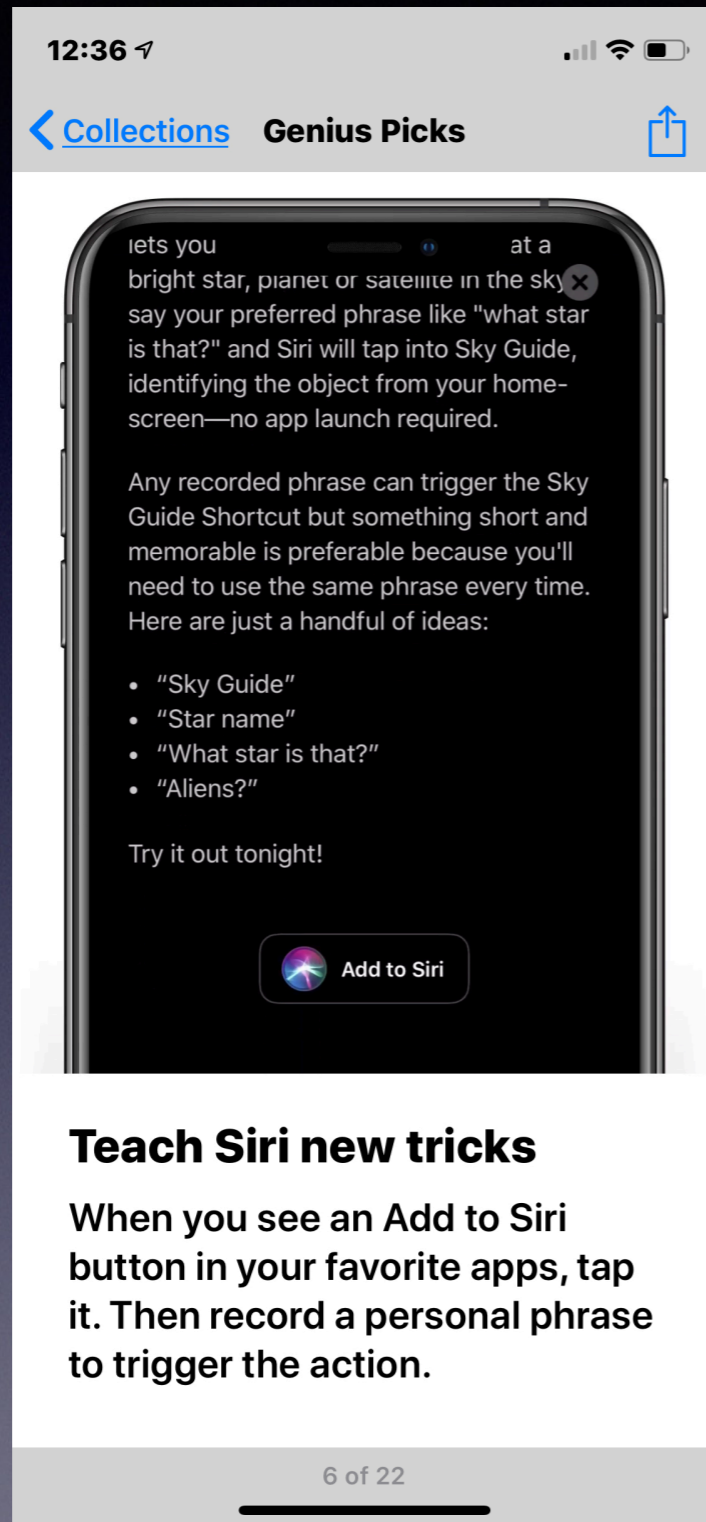 12:36
Collections Genius Picks
lets you at a
bright star, planet or satellite in the sky
say your preferred phrase like "what star
is that?" and Siri will tap into Sky Guide,
identifying the object from your home-
screen—no app launch required.
Any recorded phrase can trigger the Sky
Guide Shortcut but something short and
memorable is preferable because you'll
need to use the same phrase every time.
Here are just a handful of ideas:
• “Sky Guide”
• “Star name”
• “What star is that?”
• “Aliens?”
Try it out tonight!
Add to Siri
Teach Siri new tricks
When you see an Add to Siri
button in your favorite apps, tap
it. Then record a personal phrase
to trigger the action.
6 of 22